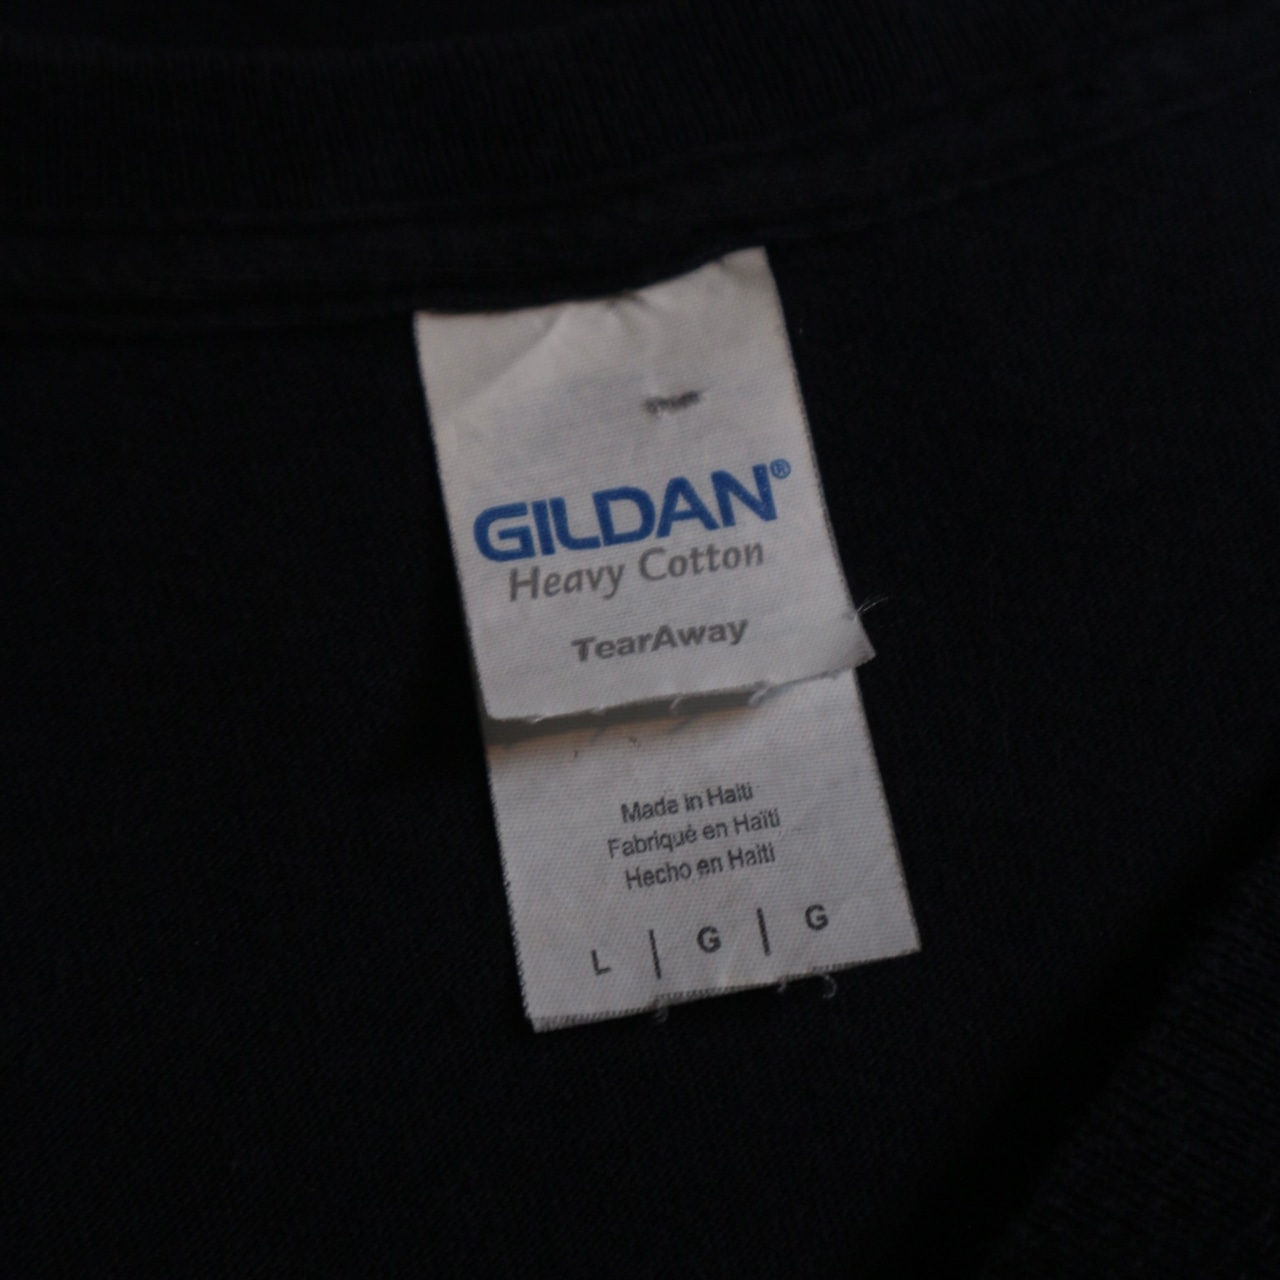 GILDAN®
Heavy Cotton
TearAway
Made in Haiti
Fabriqué en Haïti
Hecho en Haiti
L | G | G